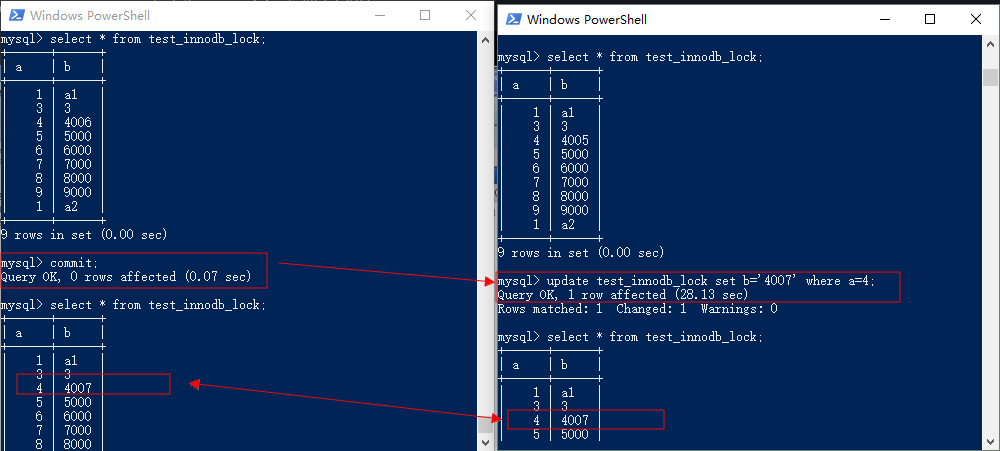 Windows PowerShell
mysql> select * from test_innodb_lock;
a | b
1 | a1
3 | 3
4 | 4006
5 | 5000
6 | 6000
7 | 7000
8 | 8000
9 | 9000
1 | a2
9 rows in set (0.00 sec)
mysql> commit;
Query OK, 0 rows affected (0.07 sec)
mysql> select * from test_innodb_lock;
a | b
1 | a1
3 | 3
4 | 4007
5 | 5000
6 | 6000
7 | 7000
8 | 8000
Windows PowerShell
mysql> select * from test_innodb_lock;
a | b
1 | a1
3 | 3
4 | 4005
5 | 5000
6 | 6000
7 | 7000
8 | 8000
9 | 9000
1 | a2
9 rows in set (0.00 sec)
mysql> update test_innodb_lock set b='4007' where a=4;
Query OK, 1 row affected (28.13 sec)
Rows matched: 1  Changed: 1  Warnings: 0
mysql> select * from test_innodb_lock;
a | b
1 | a1
3 | 3
4 | 4007
5 | 5000